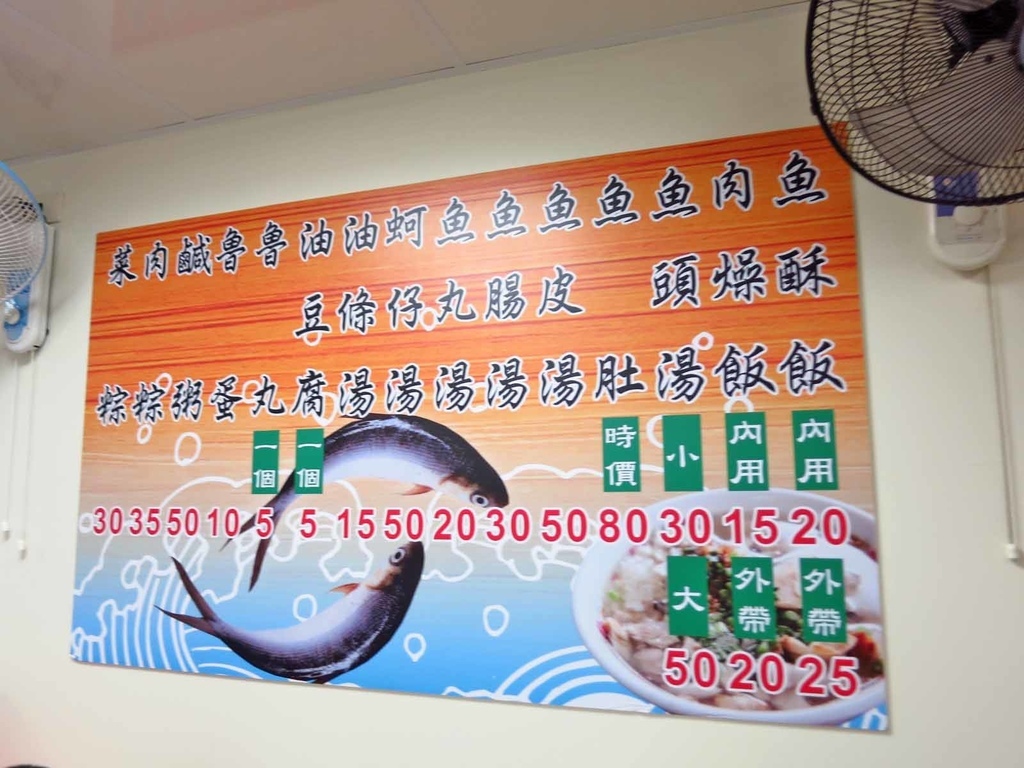 魚酥飯 內用 20 外帶 25
肉燥飯 內用 15 外帶 20
魚頭湯 小 30 大 50
魚肚 時價 80
魚皮湯 50
魚腸湯 30
魚丸湯 20
蚵仔湯 50
油條湯 15
油豆腐 一個 5
魯丸 一個 5
魯蛋 10
鹹粥 50
肉粽 35
菜粽 30